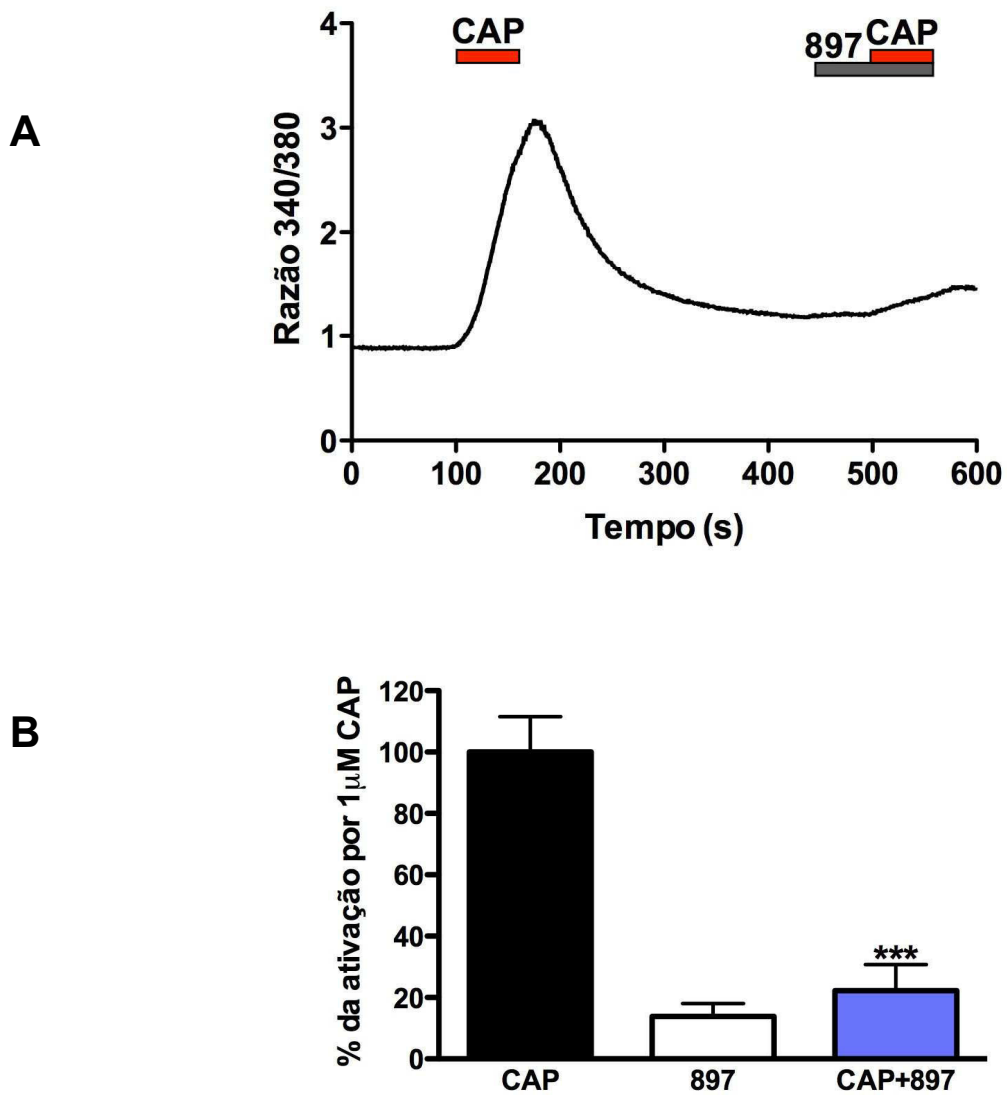 A
CAP
897 CAP
Razão 340/380
4
3
2
1
0
0 100 200 300 400 500 600
Tempo (s)
B
% da ativação por 1μM CAP
120
100
80
60
40
20
0
***
CAP 897 CAP+897